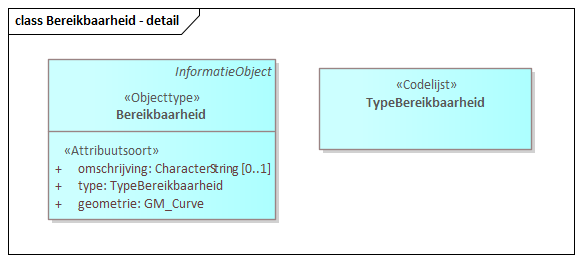 class Bereikbaarheid - detail
InformatieObject
«Objecttype»
Bereikbaarheid
«Attribuutsoort»
+ omschrijving: CharacterString [0..1]
+ type: TypeBereikbaarheid
+ geometrie: GM_Curve
«Codelijst»
TypeBereikbaarheid